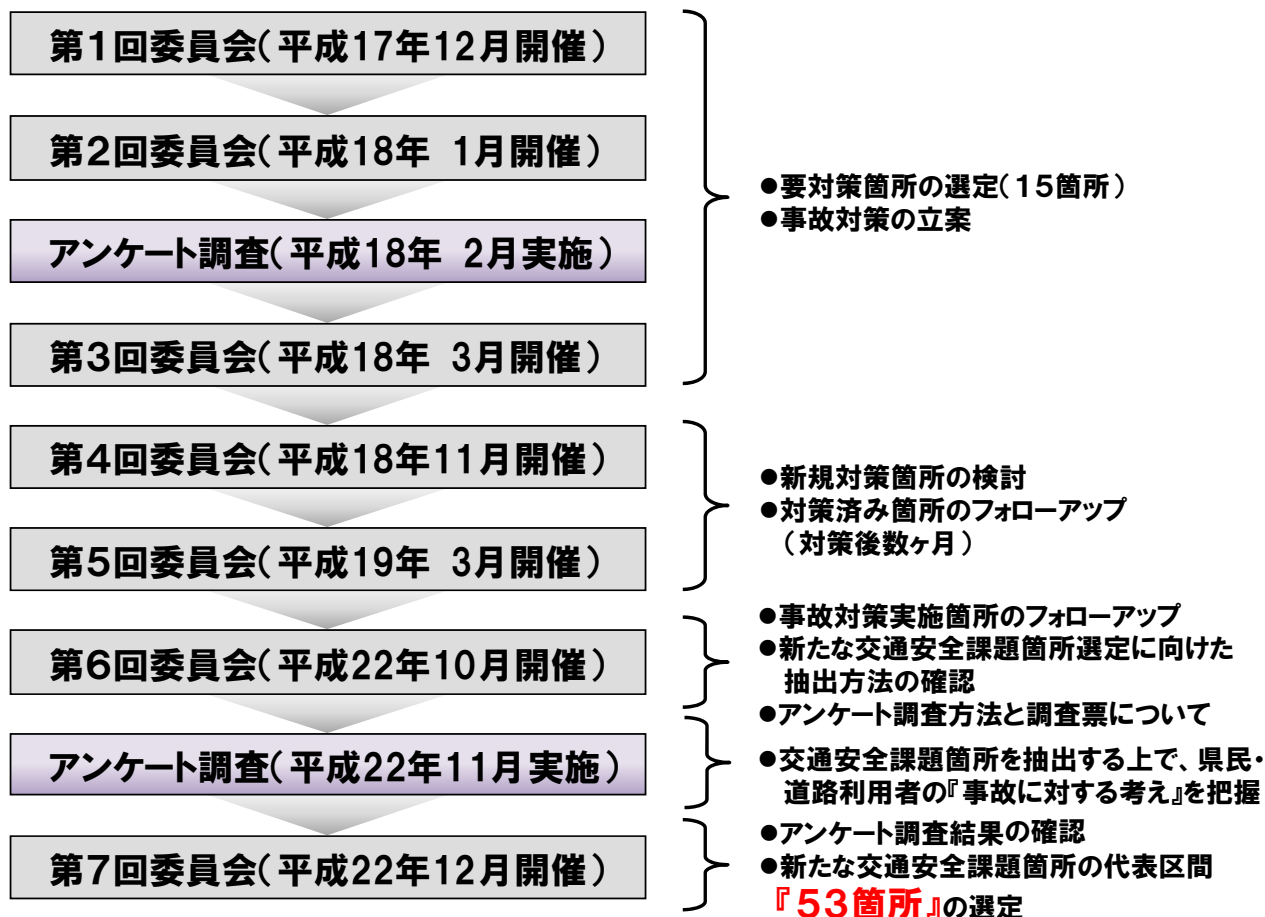 第1回委員会(平成17年12月開催)
第2回委員会(平成18年 1月開催)
アンケート調査(平成18年 2月実施)
第3回委員会(平成18年 3月開催)
●要対策箇所の選定(15箇所)
●事故対策の立案
第4回委員会(平成18年11月開催)
第5回委員会(平成19年 3月開催)
●新規対策箇所の検討
●対策済み箇所のフォローアップ
(対策後数ヶ月)
第6回委員会(平成22年10月開催)
●事故対策実施箇所のフォローアップ
●新たな交通安全課題箇所選定に向けた
抽出方法の確認
●アンケート調査方法と調査票について
アンケート調査(平成22年11月実施)
●交通安全課題箇所を抽出する上で、県民・
道路利用者の『事故に対する考え』を把握
第7回委員会(平成22年12月開催)
●アンケート調査結果の確認
●新たな交通安全課題箇所の代表区間
『53箇所』の選定